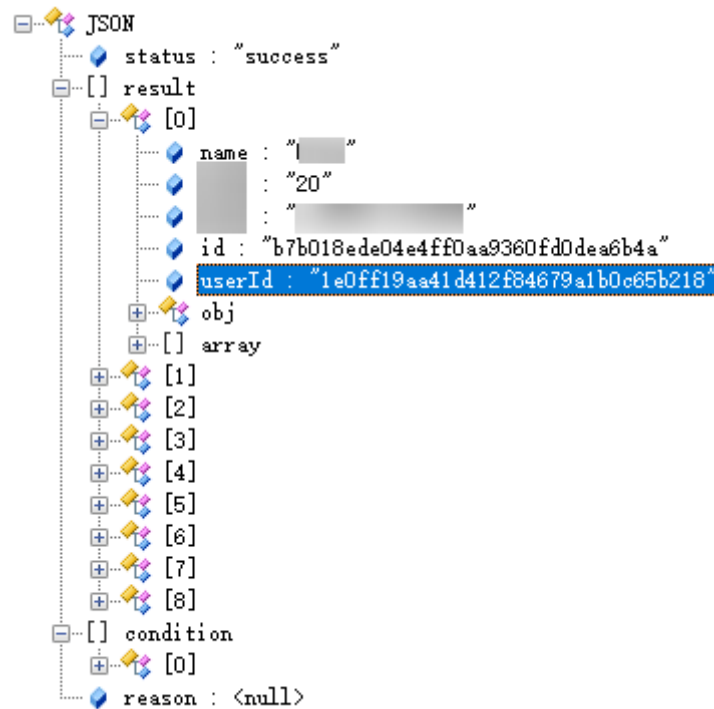 JSON
status : "success"
[] result
[0]
name : " "
: "20"
: " "
id : "b7b018ede04e4ff0aa9360fd0dea6b4a"
userId : "1e0ff19aa41d412f84679a1b0c65b218"
obj
[] array
[1]
[2]
[3]
[4]
[5]
[6]
[7]
[8]
[] condition
[0]
reason : <null>